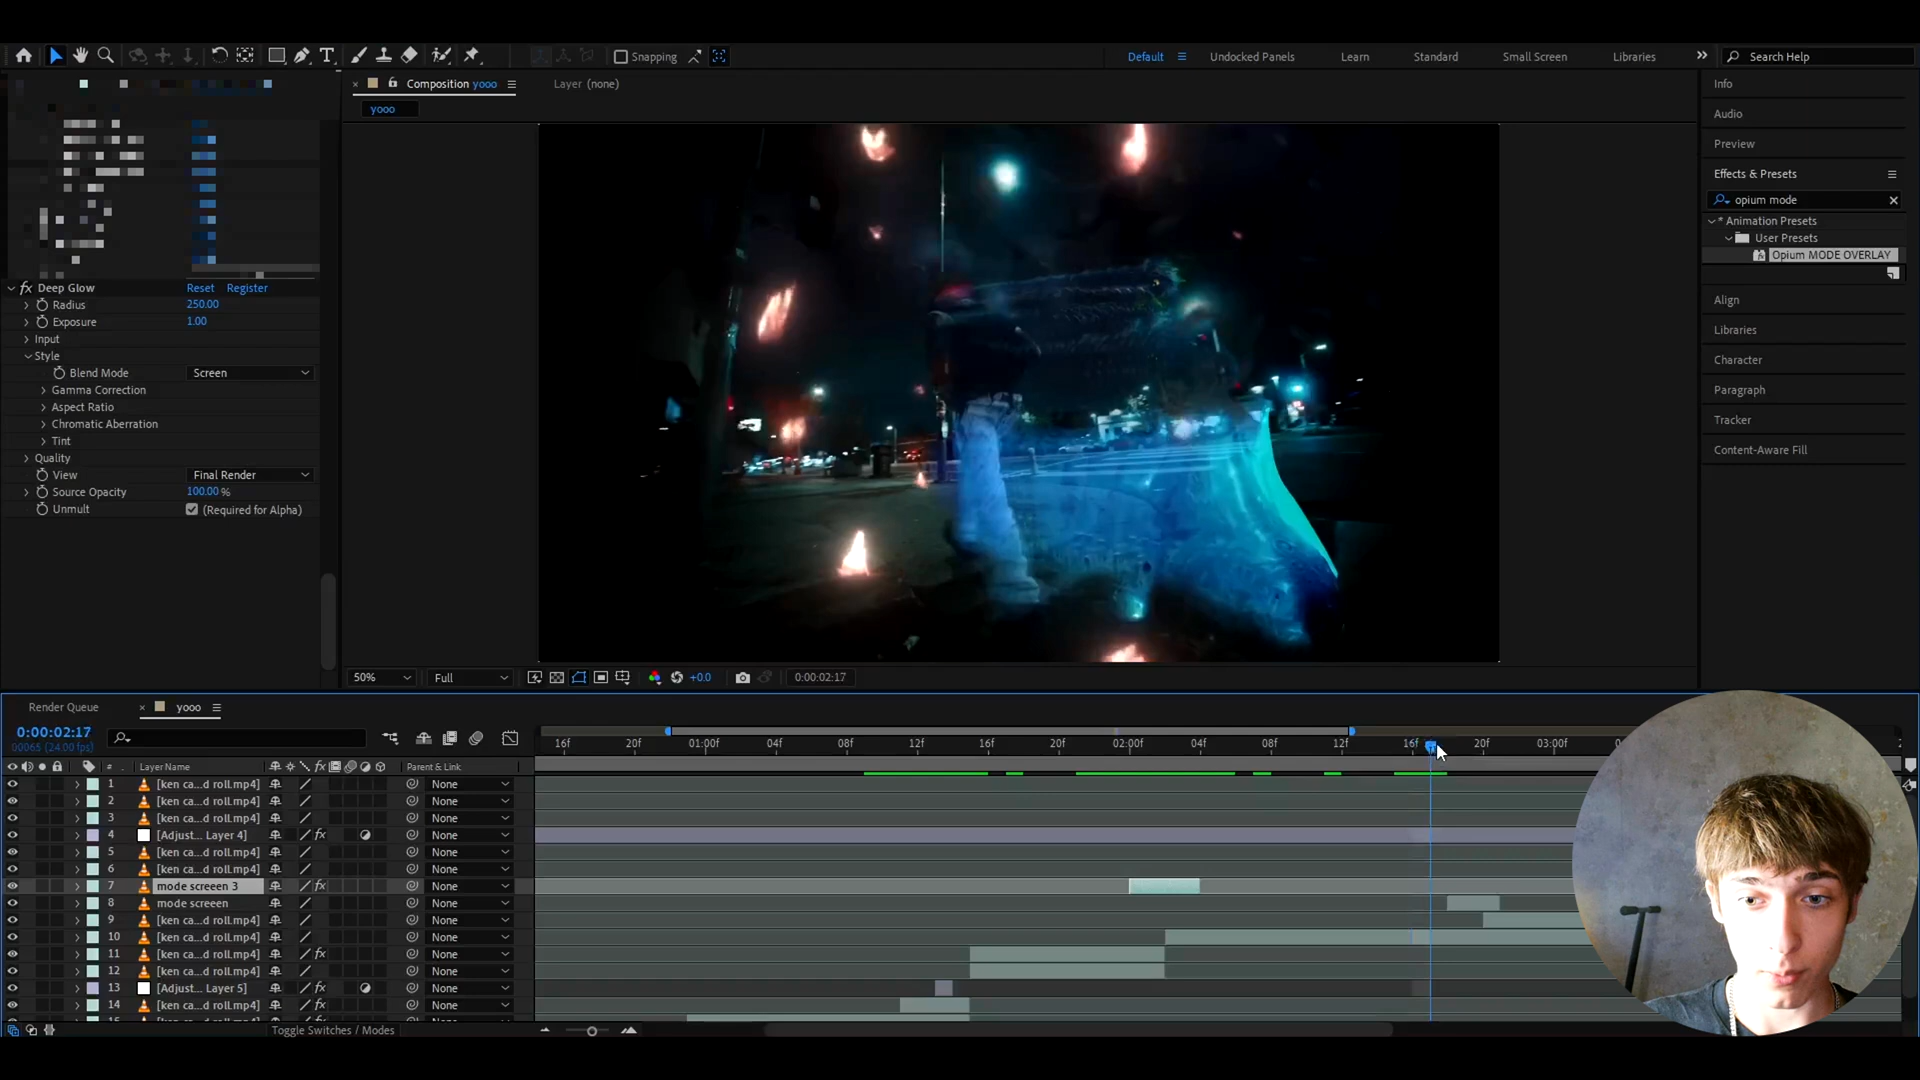 Snapping
Default
Undocked Panels
Learn
Standard
Small Screen
Libraries
Search Help
Composition yooo
Layer (none)
yooo
Info
Audio
Preview
Effects & Presets
opium mode
* Animation Presets
User Presets
Opium MODE OVERLAY
Align
Libraries
Character
Paragraph
Tracker
Content-Aware Fill
fx Deep Glow Reset Register
Radius 250.00
Exposure 1.00
Input
Style
Blend Mode Screen
Gamma Correction
Aspect Ratio
Chromatic Aberration
Tint
Quality
View Final Render
Source Opacity 100.00 %
Unmult (Required for Alpha)
50% Full +0.0 0:00:02:17
Render Queue yooo
0:00:02:17
00065 (24.00 fps)
16f 20f 01:00f 04f 08f 12f 16f 20f 02:00f 04f 08f 12f 16f 20f 03:00f
# Layer Name fx Parent & Link
1 [ken ca...d roll.mp4] None
2 [ken ca...d roll.mp4] None
3 [ken ca...d roll.mp4] None
4 [Adjust... Layer 4] fx None
5 [ken ca...d roll.mp4] None
6 [ken ca...d roll.mp4] None
7 mode screeen 3 fx None
8 mode screeen None
9 [ken ca...d roll.mp4] None
10 [ken ca...d roll.mp4] None
11 [ken ca...d roll.mp4] fx None
12 [ken ca...d roll.mp4] None
13 [Adjust... Layer 5] fx None
14 [ken ca...d roll.mp4] fx None
Toggle Switches / Modes